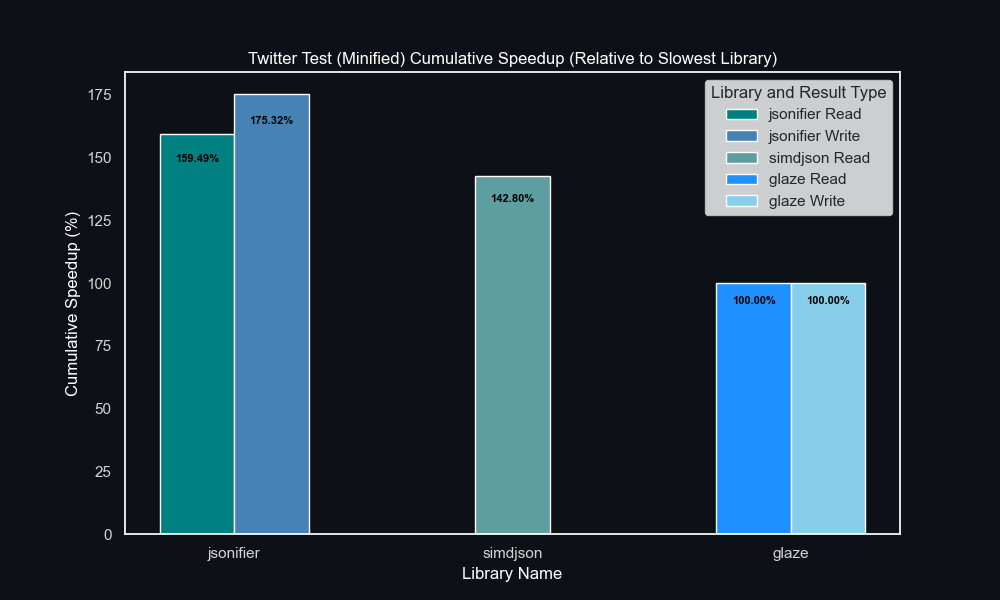 Twitter Test (Minified) Cumulative Speedup (Relative to Slowest Library)
Library and Result Type
jsonifier Read
jsonifier Write
simdjson Read
glaze Read
glaze Write
Cumulative Speedup (%)
175
150
125
100
75
50
25
0
159.49%
175.32%
142.80%
100.00%
100.00%
jsonifier
simdjson
glaze
Library Name